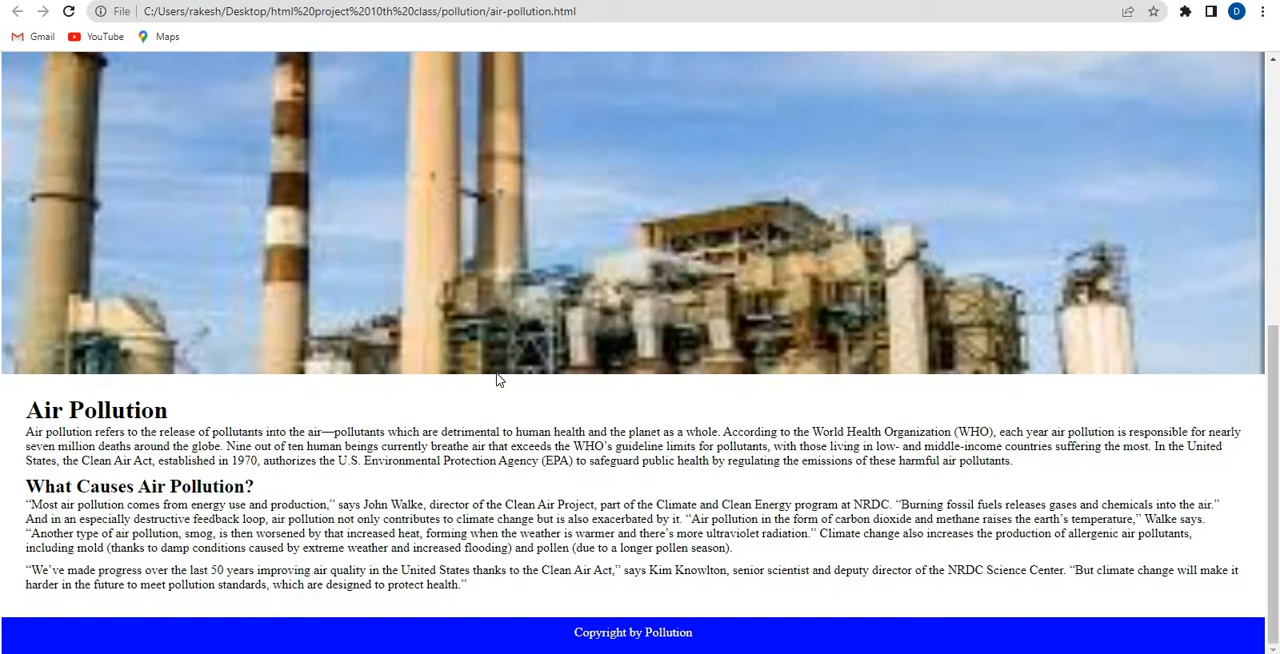 File C:/Users/rakesh/Desktop/html%20project%2010th%20class/pollution/air-pollution.html D
Gmail YouTube Maps
Air Pollution
Air pollution refers to the release of pollutants into the air—pollutants which are detrimental to human health and the planet as a whole. According to the World Health Organization (WHO), each year air pollution is responsible for nearly
seven million deaths around the globe. Nine out of ten human beings currently breathe air that exceeds the WHO’s guideline limits for pollutants, with those living in low- and middle-income countries suffering the most. In the United
States, the Clean Air Act, established in 1970, authorizes the U.S. Environmental Protection Agency (EPA) to safeguard public health by regulating the emissions of these harmful air pollutants.
What Causes Air Pollution?
“Most air pollution comes from energy use and production,” says John Walke, director of the Clean Air Project, part of the Climate and Clean Energy program at NRDC. “Burning fossil fuels releases gases and chemicals into the air.”
And in an especially destructive feedback loop, air pollution not only contributes to climate change but is also exacerbated by it. “Air pollution in the form of carbon dioxide and methane raises the earth’s temperature,” Walke says.
“Another type of air pollution, smog, is then worsened by that increased heat, forming when the weather is warmer and there’s more ultraviolet radiation.” Climate change also increases the production of allergenic air pollutants,
including mold (thanks to damp conditions caused by extreme weather and increased flooding) and pollen (due to a longer pollen season).
“We’ve made progress over the last 50 years improving air quality in the United States thanks to the Clean Air Act,” says Kim Knowlton, senior scientist and deputy director of the NRDC Science Center. “But climate change will make it
harder in the future to meet pollution standards, which are designed to protect health.”
Copyright by Pollution